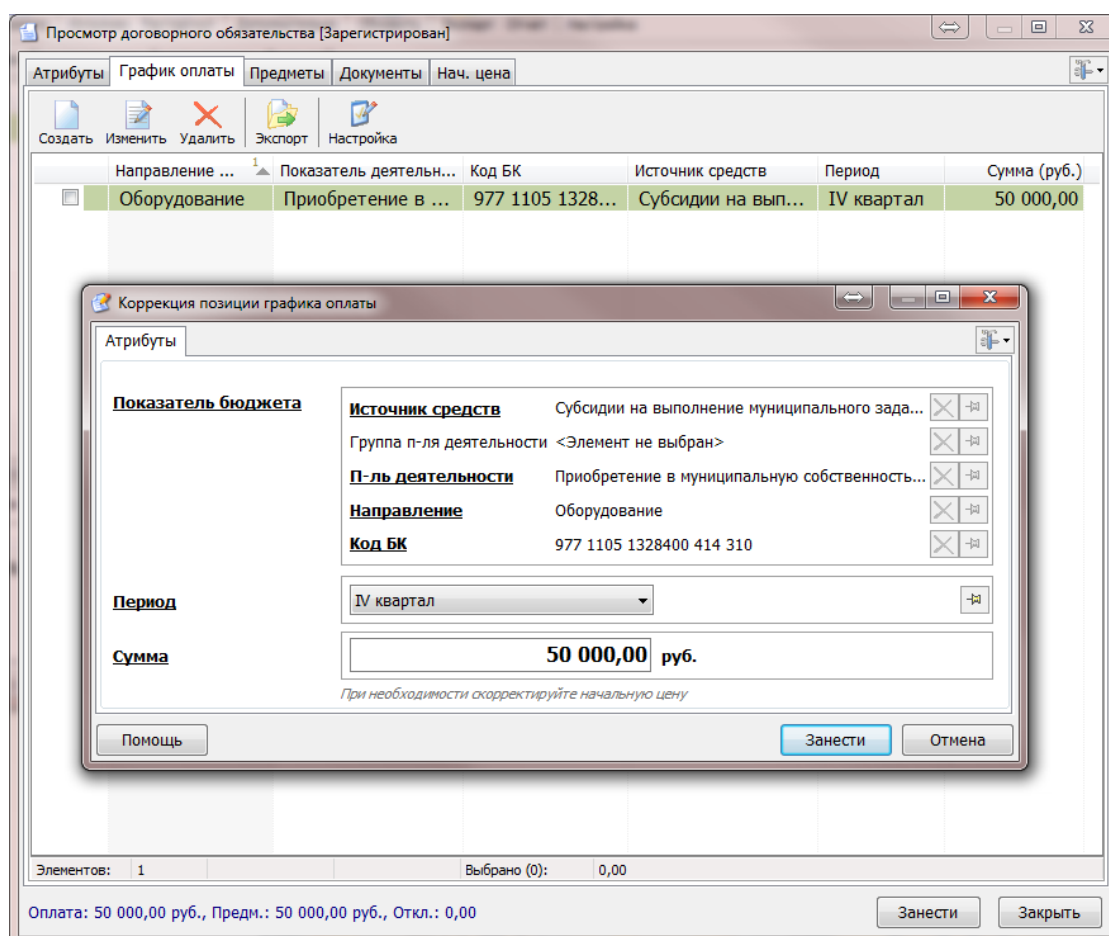 Просмотр договорного обязательства [Зарегистрирован]
Атрибуты График оплаты Предметы Документы Нач. цена
Создать Изменить Удалить Экспорт Настройка
Направление ... 1 Показатель деятельн... Код БК Источник средств Период Сумма (руб.)
Оборудование Приобретение в ... 977 1105 1328... Субсидии на вып... IV квартал 50 000,00
Коррекция позиции графика оплаты
Атрибуты
Показатель бюджета
Источник средств Субсидии на выполнение муниципального зада...
Группа п-ля деятельности <Элемент не выбран>
П-ль деятельности Приобретение в муниципальную собственность...
Направление Оборудование
Код БК 977 1105 1328400 414 310
Период IV квартал
Сумма 50 000,00 руб.
При необходимости скорректируйте начальную цену
Помощь Занести Отмена
Элементов: 1 Выбрано (0): 0,00
Оплата: 50 000,00 руб., Предм.: 50 000,00 руб., Откл.: 0,00 Занести Закрыть